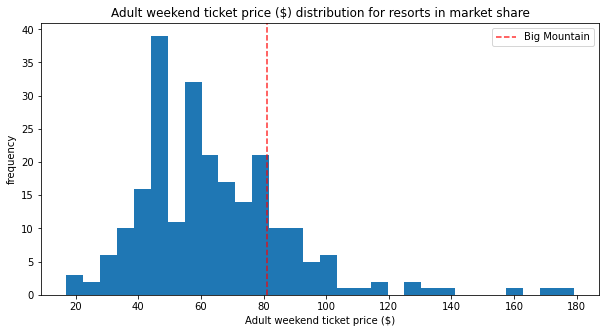 Adult weekend ticket price ($) distribution for resorts in market share
Big Mountain
40
35
30
25
20
15
10
5
0
frequency
20 40 60 80 100 120 140 160 180
Adult weekend ticket price ($)